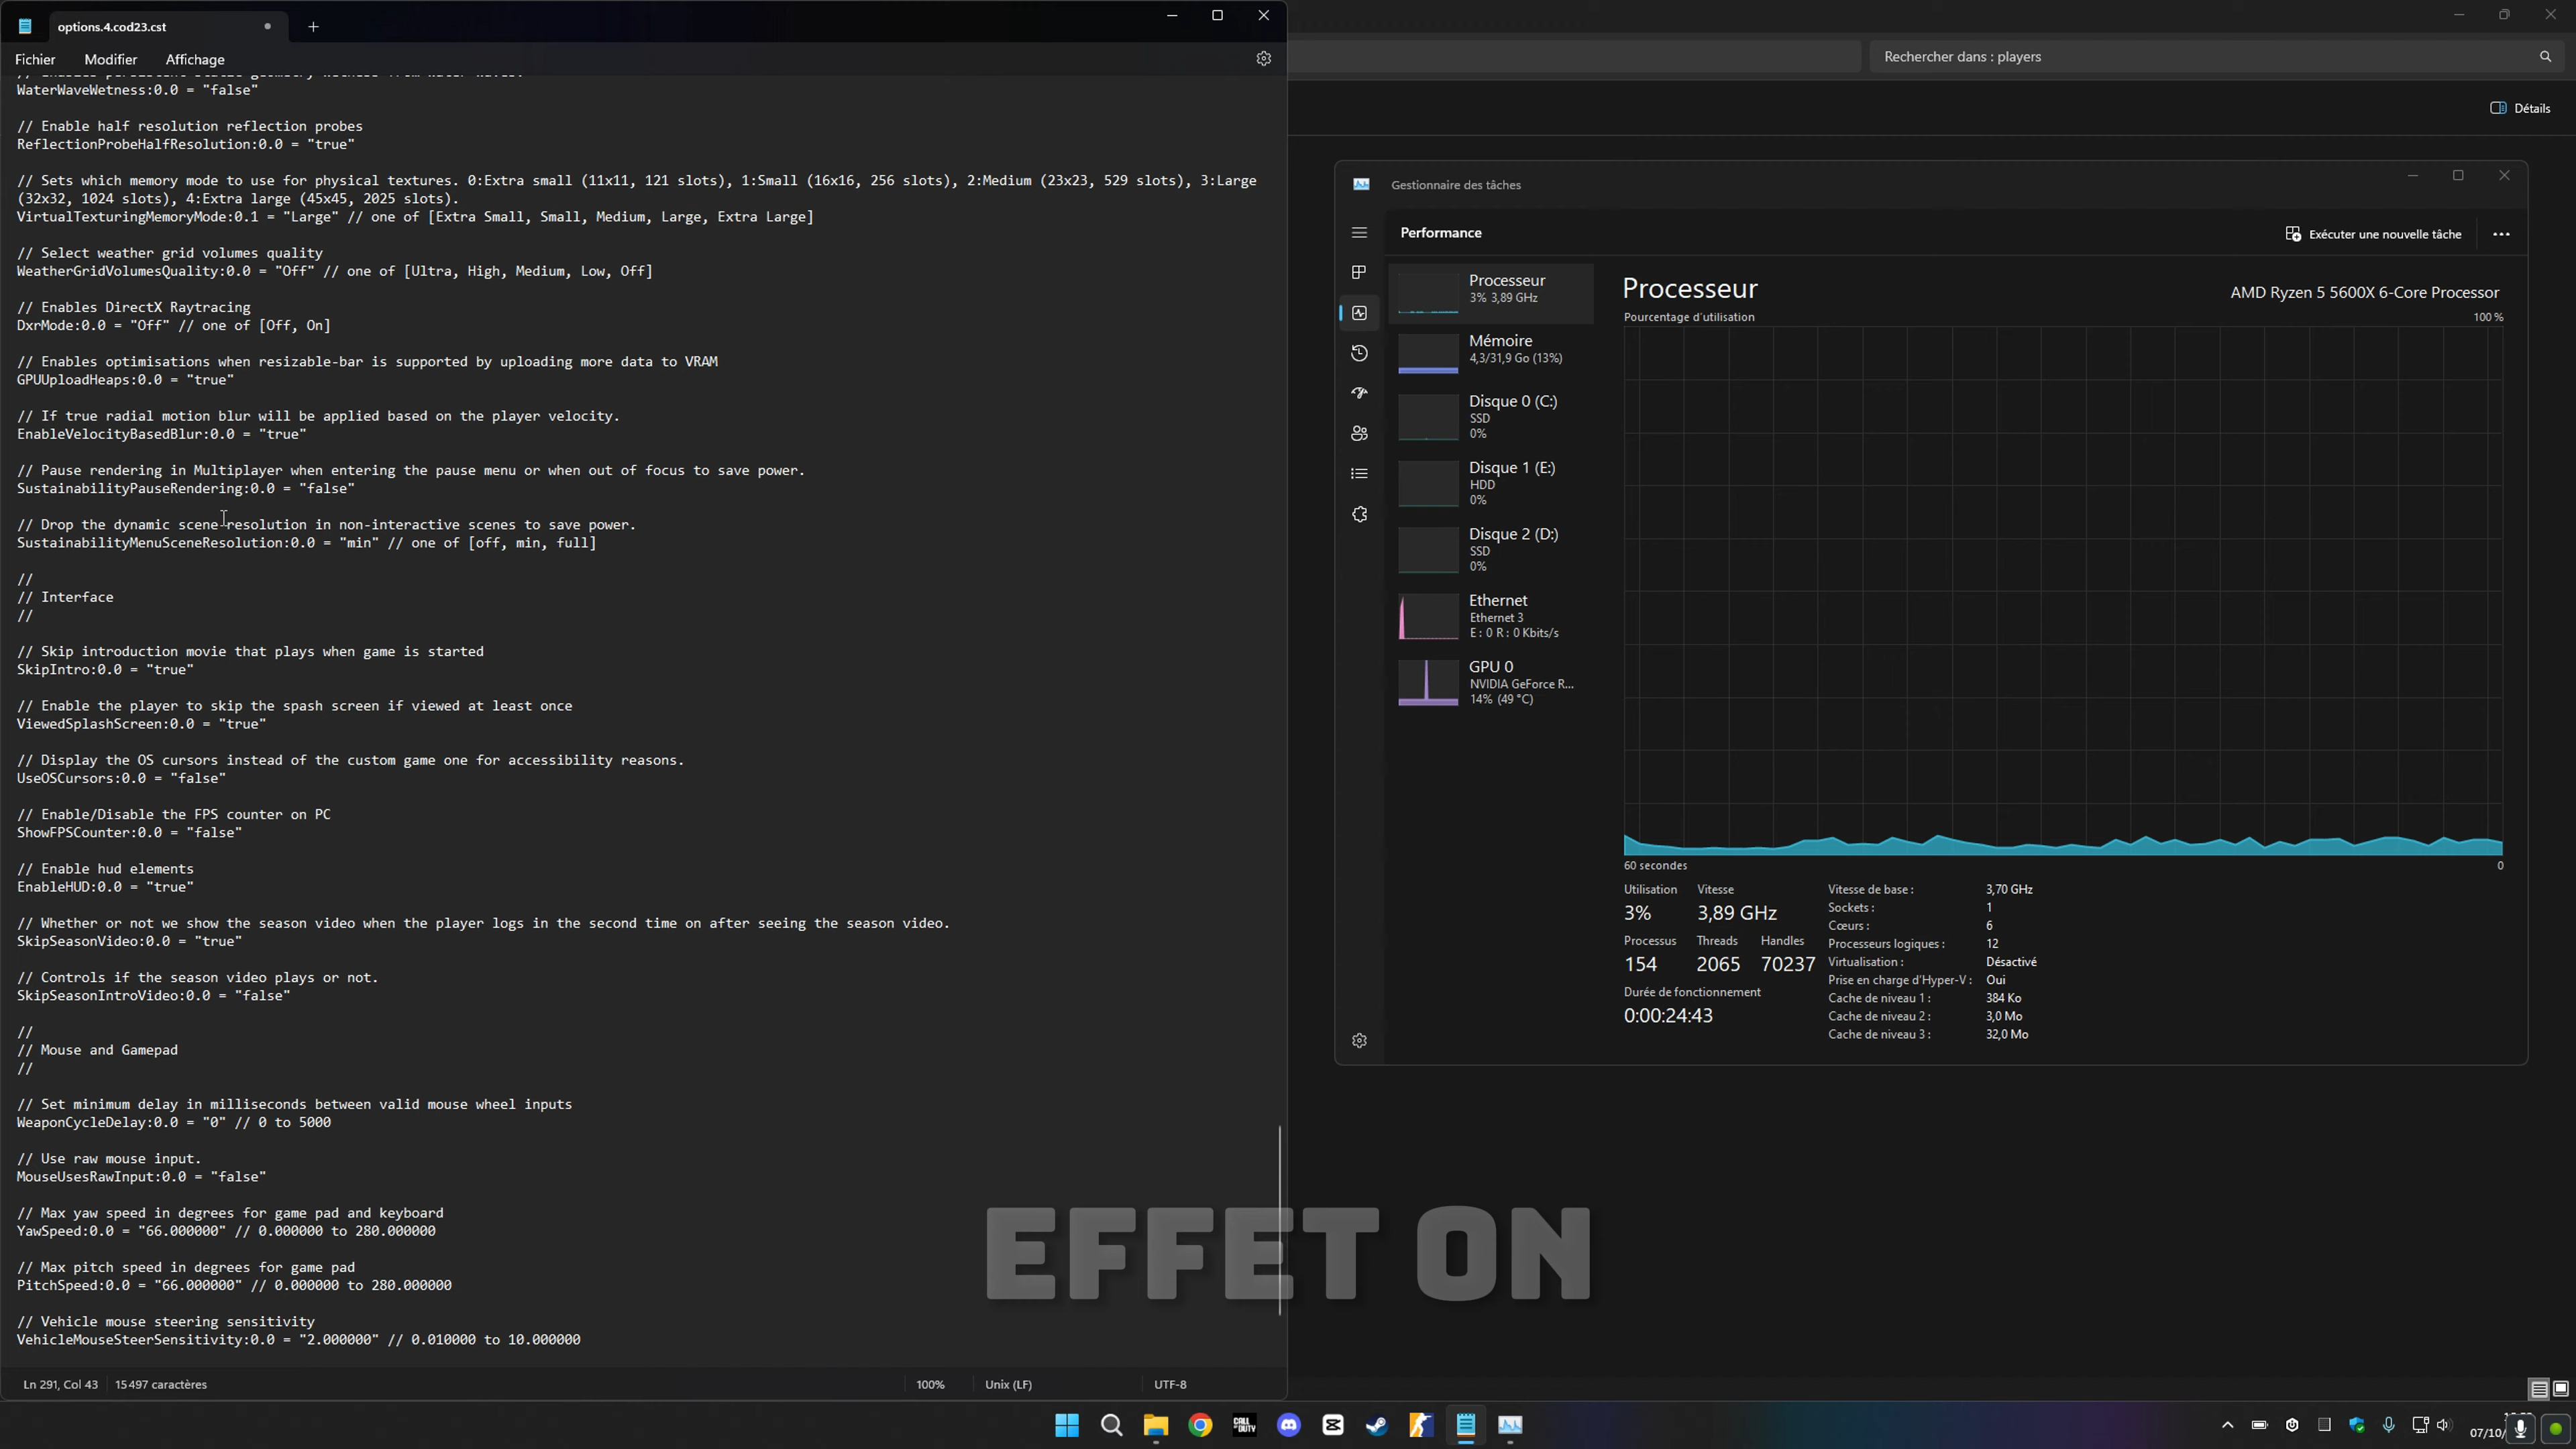 options.4.cod23.cst
Fichier Modifier Affichage
WaterWaveWetness:0.0 = "false"
// Enable half resolution reflection probes
ReflectionProbeHalfResolution:0.0 = "true"
// Sets which memory mode to use for physical textures. 0:Extra small (11x11, 121 slots), 1:Small (16x16, 256 slots), 2:Medium (23x23, 529 slots), 3:Large
(32x32, 1024 slots), 4:Extra large (45x45, 2025 slots).
VirtualTexturingMemoryMode:0.1 = "Large" // one of [Extra Small, Small, Medium, Large, Extra Large]
// Select weather grid volumes quality
WeatherGridVolumesQuality:0.0 = "Off" // one of [Ultra, High, Medium, Low, Off]
// Enables DirectX Raytracing
DxrMode:0.0 = "Off" // one of [Off, On]
// Enables optimisations when resizable-bar is supported by uploading more data to VRAM
GPUUploadHeaps:0.0 = "true"
// If true radial motion blur will be applied based on the player velocity.
EnableVelocityBasedBlur:0.0 = "true"
// Pause rendering in Multiplayer when entering the pause menu or when out of focus to save power.
SustainabilityPauseRendering:0.0 = "false"
// Drop the dynamic scene resolution in non-interactive scenes to save power.
SustainabilityMenuSceneResolution:0.0 = "min" // one of [off, min, full]
//
// Interface
//
// Skip introduction movie that plays when game is started
SkipIntro:0.0 = "true"
// Enable the player to skip the spash screen if viewed at least once
ViewedSplashScreen:0.0 = "true"
// Display the OS cursors instead of the custom game one for accessibility reasons.
UseOSCursors:0.0 = "false"
// Enable/Disable the FPS counter on PC
ShowFPSCounter:0.0 = "false"
// Enable hud elements
EnableHUD:0.0 = "true"
// Whether or not we show the season video when the player logs in the second time on after seeing the season video.
SkipSeasonVideo:0.0 = "true"
// Controls if the season video plays or not.
SkipSeasonIntroVideo:0.0 = "false"
//
// Mouse and Gamepad
//
// Set minimum delay in milliseconds between valid mouse wheel inputs
WeaponCycleDelay:0.0 = "0" // 0 to 5000
// Use raw mouse input.
MouseUsesRawInput:0.0 = "false"
// Max yaw speed in degrees for game pad and keyboard
YawSpeed:0.0 = "66.000000" // 0.000000 to 280.000000
// Max pitch speed in degrees for game pad
PitchSpeed:0.0 = "66.000000" // 0.000000 to 280.000000
// Vehicle mouse steering sensitivity
VehicleMouseSteerSensitivity:0.0 = "2.000000" // 0.010000 to 10.000000
Ln 291, Col 43 15 497 caractères 100% Unix (LF) UTF-8
Rechercher dans : players
Détails
Gestionnaire des tâches
Performance
Exécuter une nouvelle tâche
Processeur
3% 3,89 GHz
Mémoire
4,3/31,9 Go (13%)
Disque 0 (C:)
SSD
0%
Disque 1 (E:)
HDD
0%
Disque 2 (D:)
SSD
0%
Ethernet
Ethernet 3
E : 0 R : 0 Kbits/s
GPU 0
NVIDIA GeForce R...
14% (49 °C)
Processeur
AMD Ryzen 5 5600X 6-Core Processor
Pourcentage d'utilisation 100 %
60 secondes 0
Utilisation Vitesse
3% 3,89 GHz
Processus Threads Handles
154 2065 70237
Durée de fonctionnement
0:00:24:43
Vitesse de base : 3,70 GHz
Sockets : 1
Cœurs : 6
Processeurs logiques : 12
Virtualisation : Désactivé
Prise en charge d'Hyper-V : Oui
Cache de niveau 1 : 384 Ko
Cache de niveau 2 : 3,0 Mo
Cache de niveau 3 : 32,0 Mo
EFFET ON
CALL OF DUTY
07/10/